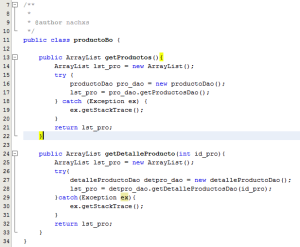 7 /**
8 *
9 * @author nachxs
10 */
11 public class productoBo {
12
13 public ArrayList getProductos(){
14 ArrayList lst_pro = new ArrayList();
15 try {
16 productoDao pro_dao = new productoDao();
17 lst_pro = pro_dao.getProductosDao();
18 } catch (Exception ex) {
19 ex.getStackTrace();
20 }
21 return lst_pro;
22 }
23
24 public ArrayList getDetalleProducto(int id_pro){
25 ArrayList lst_pro = new ArrayList();
26 try{
27 detalleProductoDao detpro_dao = new detalleProductoDao();
28 lst_pro = detpro_dao.getDetalleProductosDao(id_pro);
29 }catch(Exception ex){
30 ex.getStackTrace();
31 }
32 return lst_pro;
33 }
34 }